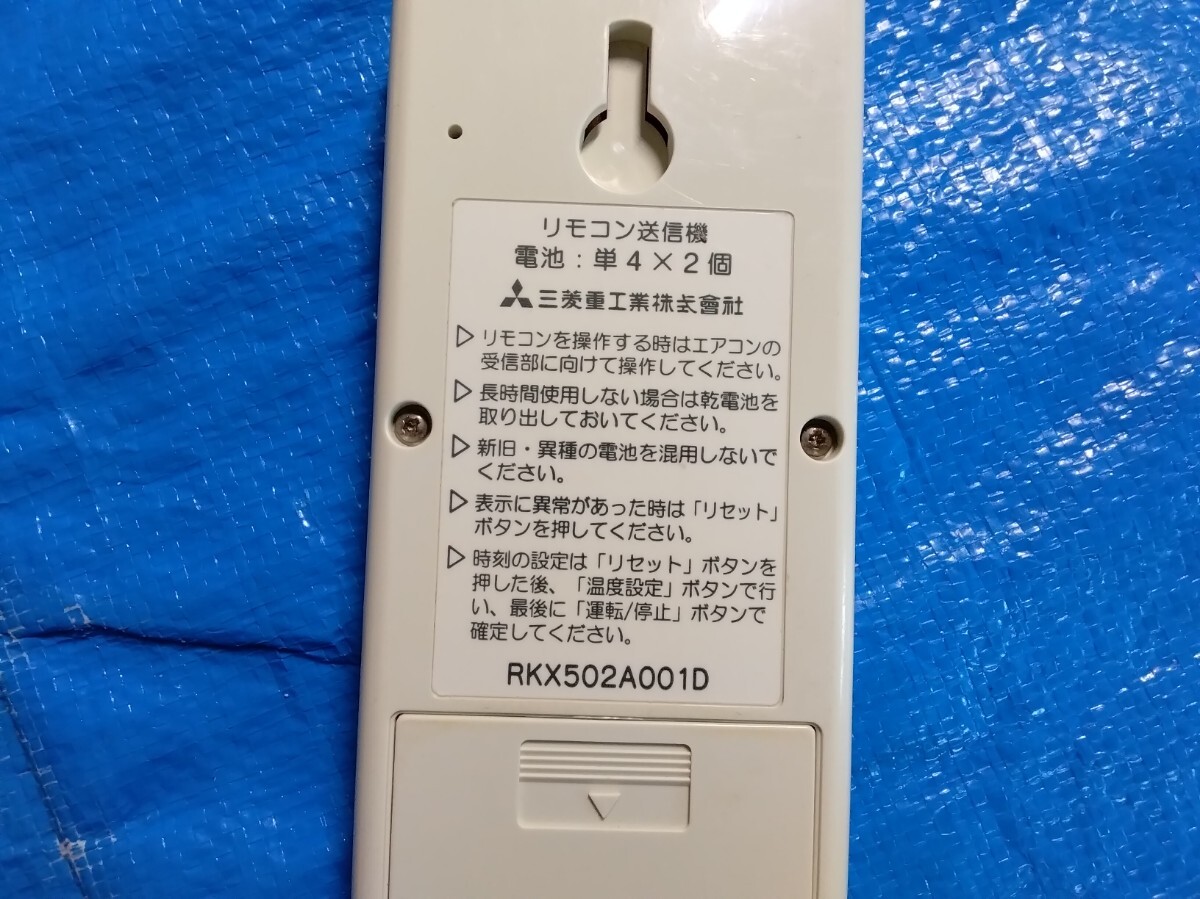 リモコン送信機
電池：単4×2個
三菱重工業株式會社
▷リモコンを操作する時はエアコンの
受信部に向けて操作してください。
▷長時間使用しない場合は乾電池を
取り出しておいてください。
▷新旧・異種の電池を混用しないで
ください。
▷表示に異常があった時は「リセット」
ボタンを押してください。
▷時刻の設定は「リセット」ボタンを
押した後、「温度設定」ボタンで行
い、最後に「運転/停止」ボタンで
確定してください。
RKX502A001D